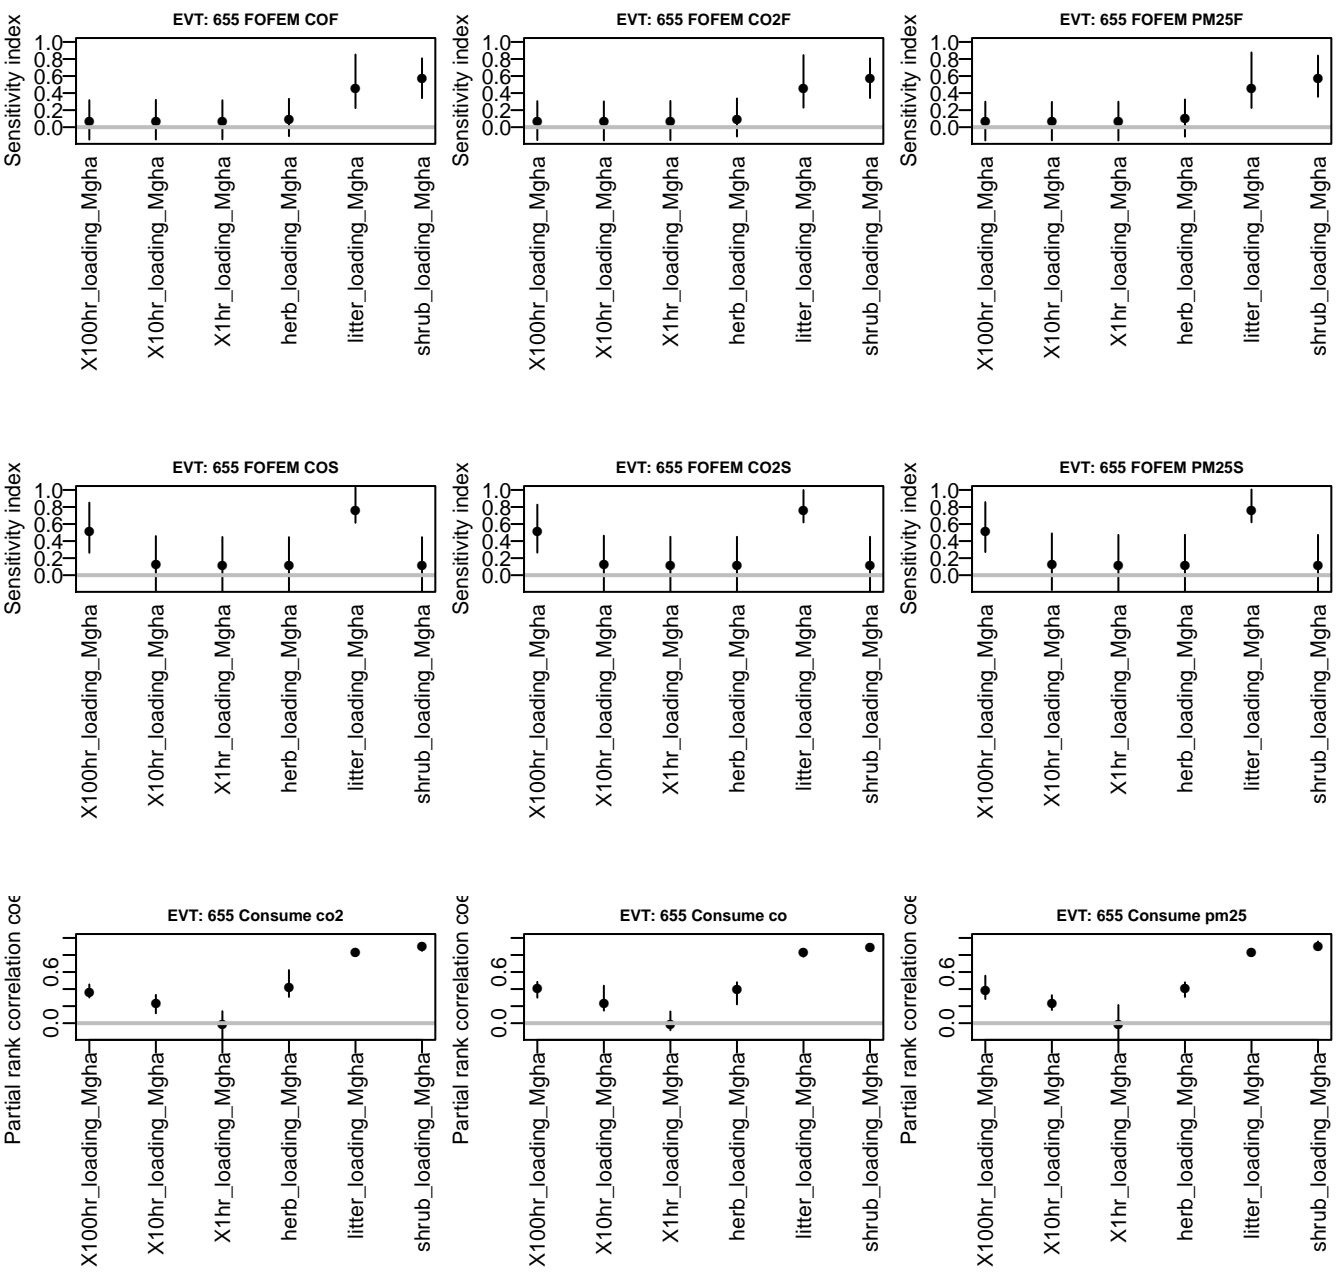 EVT: 655 FOFEM COF
Sensitivity index
1.0
0.8
0.6
0.4
0.2
0.0
X100hr_loading_Mgha
X10hr_loading_Mgha
X1hr_loading_Mgha
herb_loading_Mgha
litter_loading_Mgha
shrub_loading_Mgha
EVT: 655 FOFEM CO2F
Sensitivity index
1.0
0.8
0.6
0.4
0.2
0.0
X100hr_loading_Mgha
X10hr_loading_Mgha
X1hr_loading_Mgha
herb_loading_Mgha
litter_loading_Mgha
shrub_loading_Mgha
EVT: 655 FOFEM PM25F
Sensitivity index
1.0
0.8
0.6
0.4
0.2
0.0
X100hr_loading_Mgha
X10hr_loading_Mgha
X1hr_loading_Mgha
herb_loading_Mgha
litter_loading_Mgha
shrub_loading_Mgha
EVT: 655 FOFEM COS
Sensitivity index
1.0
0.8
0.6
0.4
0.2
0.0
X100hr_loading_Mgha
X10hr_loading_Mgha
X1hr_loading_Mgha
herb_loading_Mgha
litter_loading_Mgha
shrub_loading_Mgha
EVT: 655 FOFEM CO2S
Sensitivity index
1.0
0.8
0.6
0.4
0.2
0.0
X100hr_loading_Mgha
X10hr_loading_Mgha
X1hr_loading_Mgha
herb_loading_Mgha
litter_loading_Mgha
shrub_loading_Mgha
EVT: 655 FOFEM PM25S
Sensitivity index
1.0
0.8
0.6
0.4
0.2
0.0
X100hr_loading_Mgha
X10hr_loading_Mgha
X1hr_loading_Mgha
herb_loading_Mgha
litter_loading_Mgha
shrub_loading_Mgha
EVT: 655 Consume co2
Partial rank correlation coe
0.6
0.0
X100hr_loading_Mgha
X10hr_loading_Mgha
X1hr_loading_Mgha
herb_loading_Mgha
litter_loading_Mgha
shrub_loading_Mgha
EVT: 655 Consume co
Partial rank correlation coe
0.6
0.0
X100hr_loading_Mgha
X10hr_loading_Mgha
X1hr_loading_Mgha
herb_loading_Mgha
litter_loading_Mgha
shrub_loading_Mgha
EVT: 655 Consume pm25
Partial rank correlation coe
0.6
0.0
X100hr_loading_Mgha
X10hr_loading_Mgha
X1hr_loading_Mgha
herb_loading_Mgha
litter_loading_Mgha
shrub_loading_Mgha